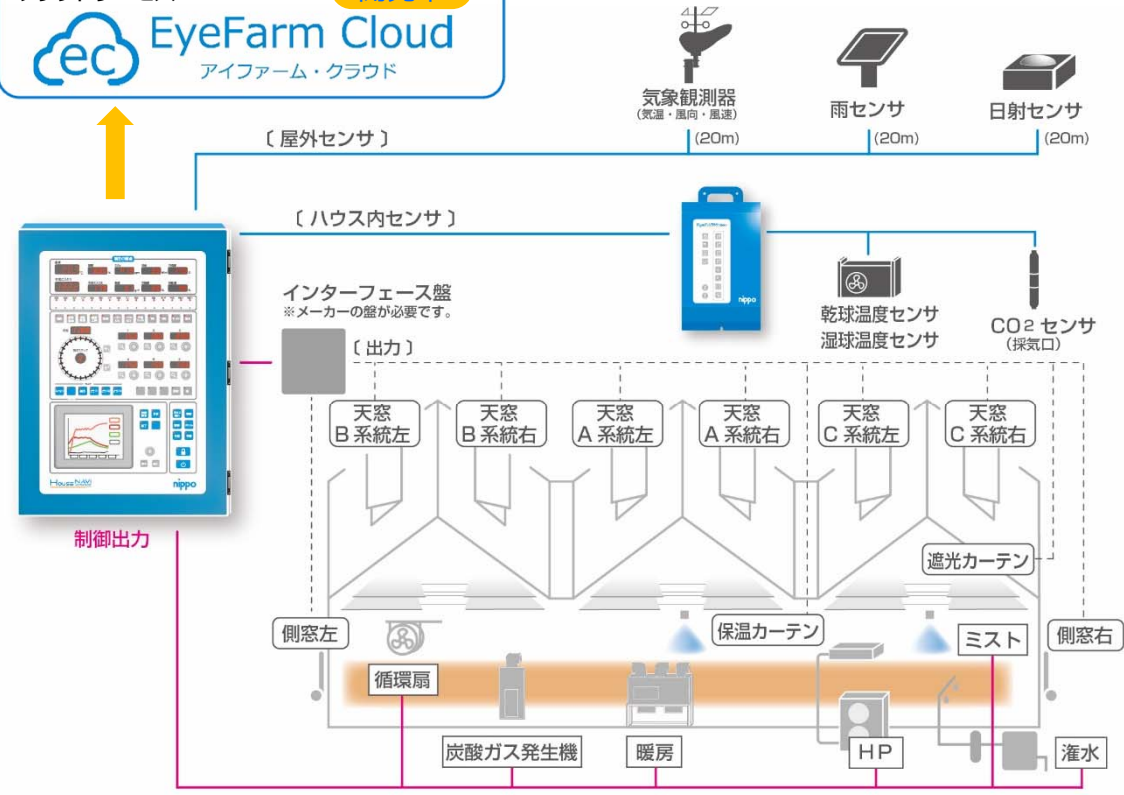 EyeFarm Cloud
アイファーム・クラウド
気象観測器
(気温・風向・風速)
(20m)
雨センサ
(20m)
日射センサ
(20m)
〔 屋外センサ 〕
〔 ハウス内センサ 〕
nippo
乾球温度センサ
湿球温度センサ
CO2 センサ
(採気口)
インターフェース盤
※メーカーの盤が必要です。
〔 出力 〕
天窓
B 系統左
天窓
B 系統右
天窓
A 系統左
天窓
A 系統右
天窓
C 系統左
天窓
C 系統右
House NAVI
nippo
制御出力
遮光カーテン
側窓左
保温カーテン
ミスト
側窓右
循環扇
炭酸ガス発生機
暖房
HP
潅水